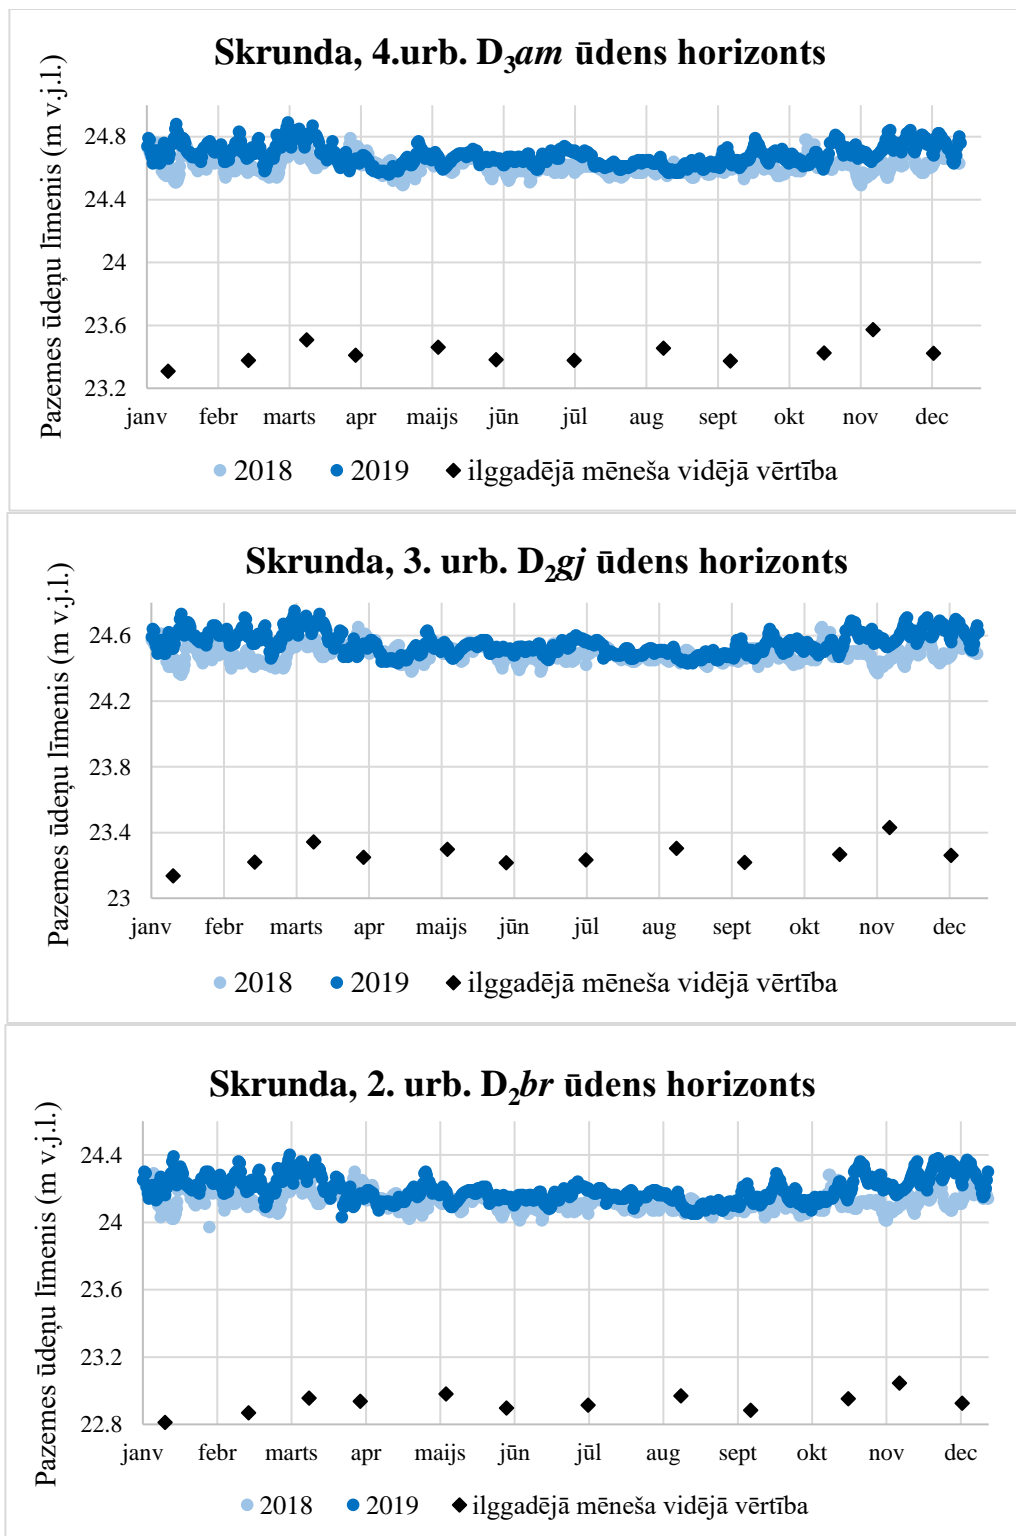 Skrunda, 4.urb. D3am ūdens horizonts
Pazemes ūdeņu līmenis (m v.j.l.)
24.8
24.4
24
23.6
23.2
janv febr marts apr maijs jūn jūl aug sept okt nov dec
2018 2019 ilggadējā mēneša vidējā vērtība
Skrunda, 3. urb. D2gj ūdens horizonts
Pazemes ūdeņu līmenis (m v.j.l.)
24.6
24.2
23.8
23.4
23
janv febr marts apr maijs jūn jūl aug sept okt nov dec
2018 2019 ilggadējā mēneša vidējā vērtība
Skrunda, 2. urb. D2br ūdens horizonts
Pazemes ūdeņu līmenis (m v.j.l.)
24.4
24
23.6
23.2
22.8
janv febr marts apr maijs jūn jūl aug sept okt nov dec
2018 2019 ilggadējā mēneša vidējā vērtība